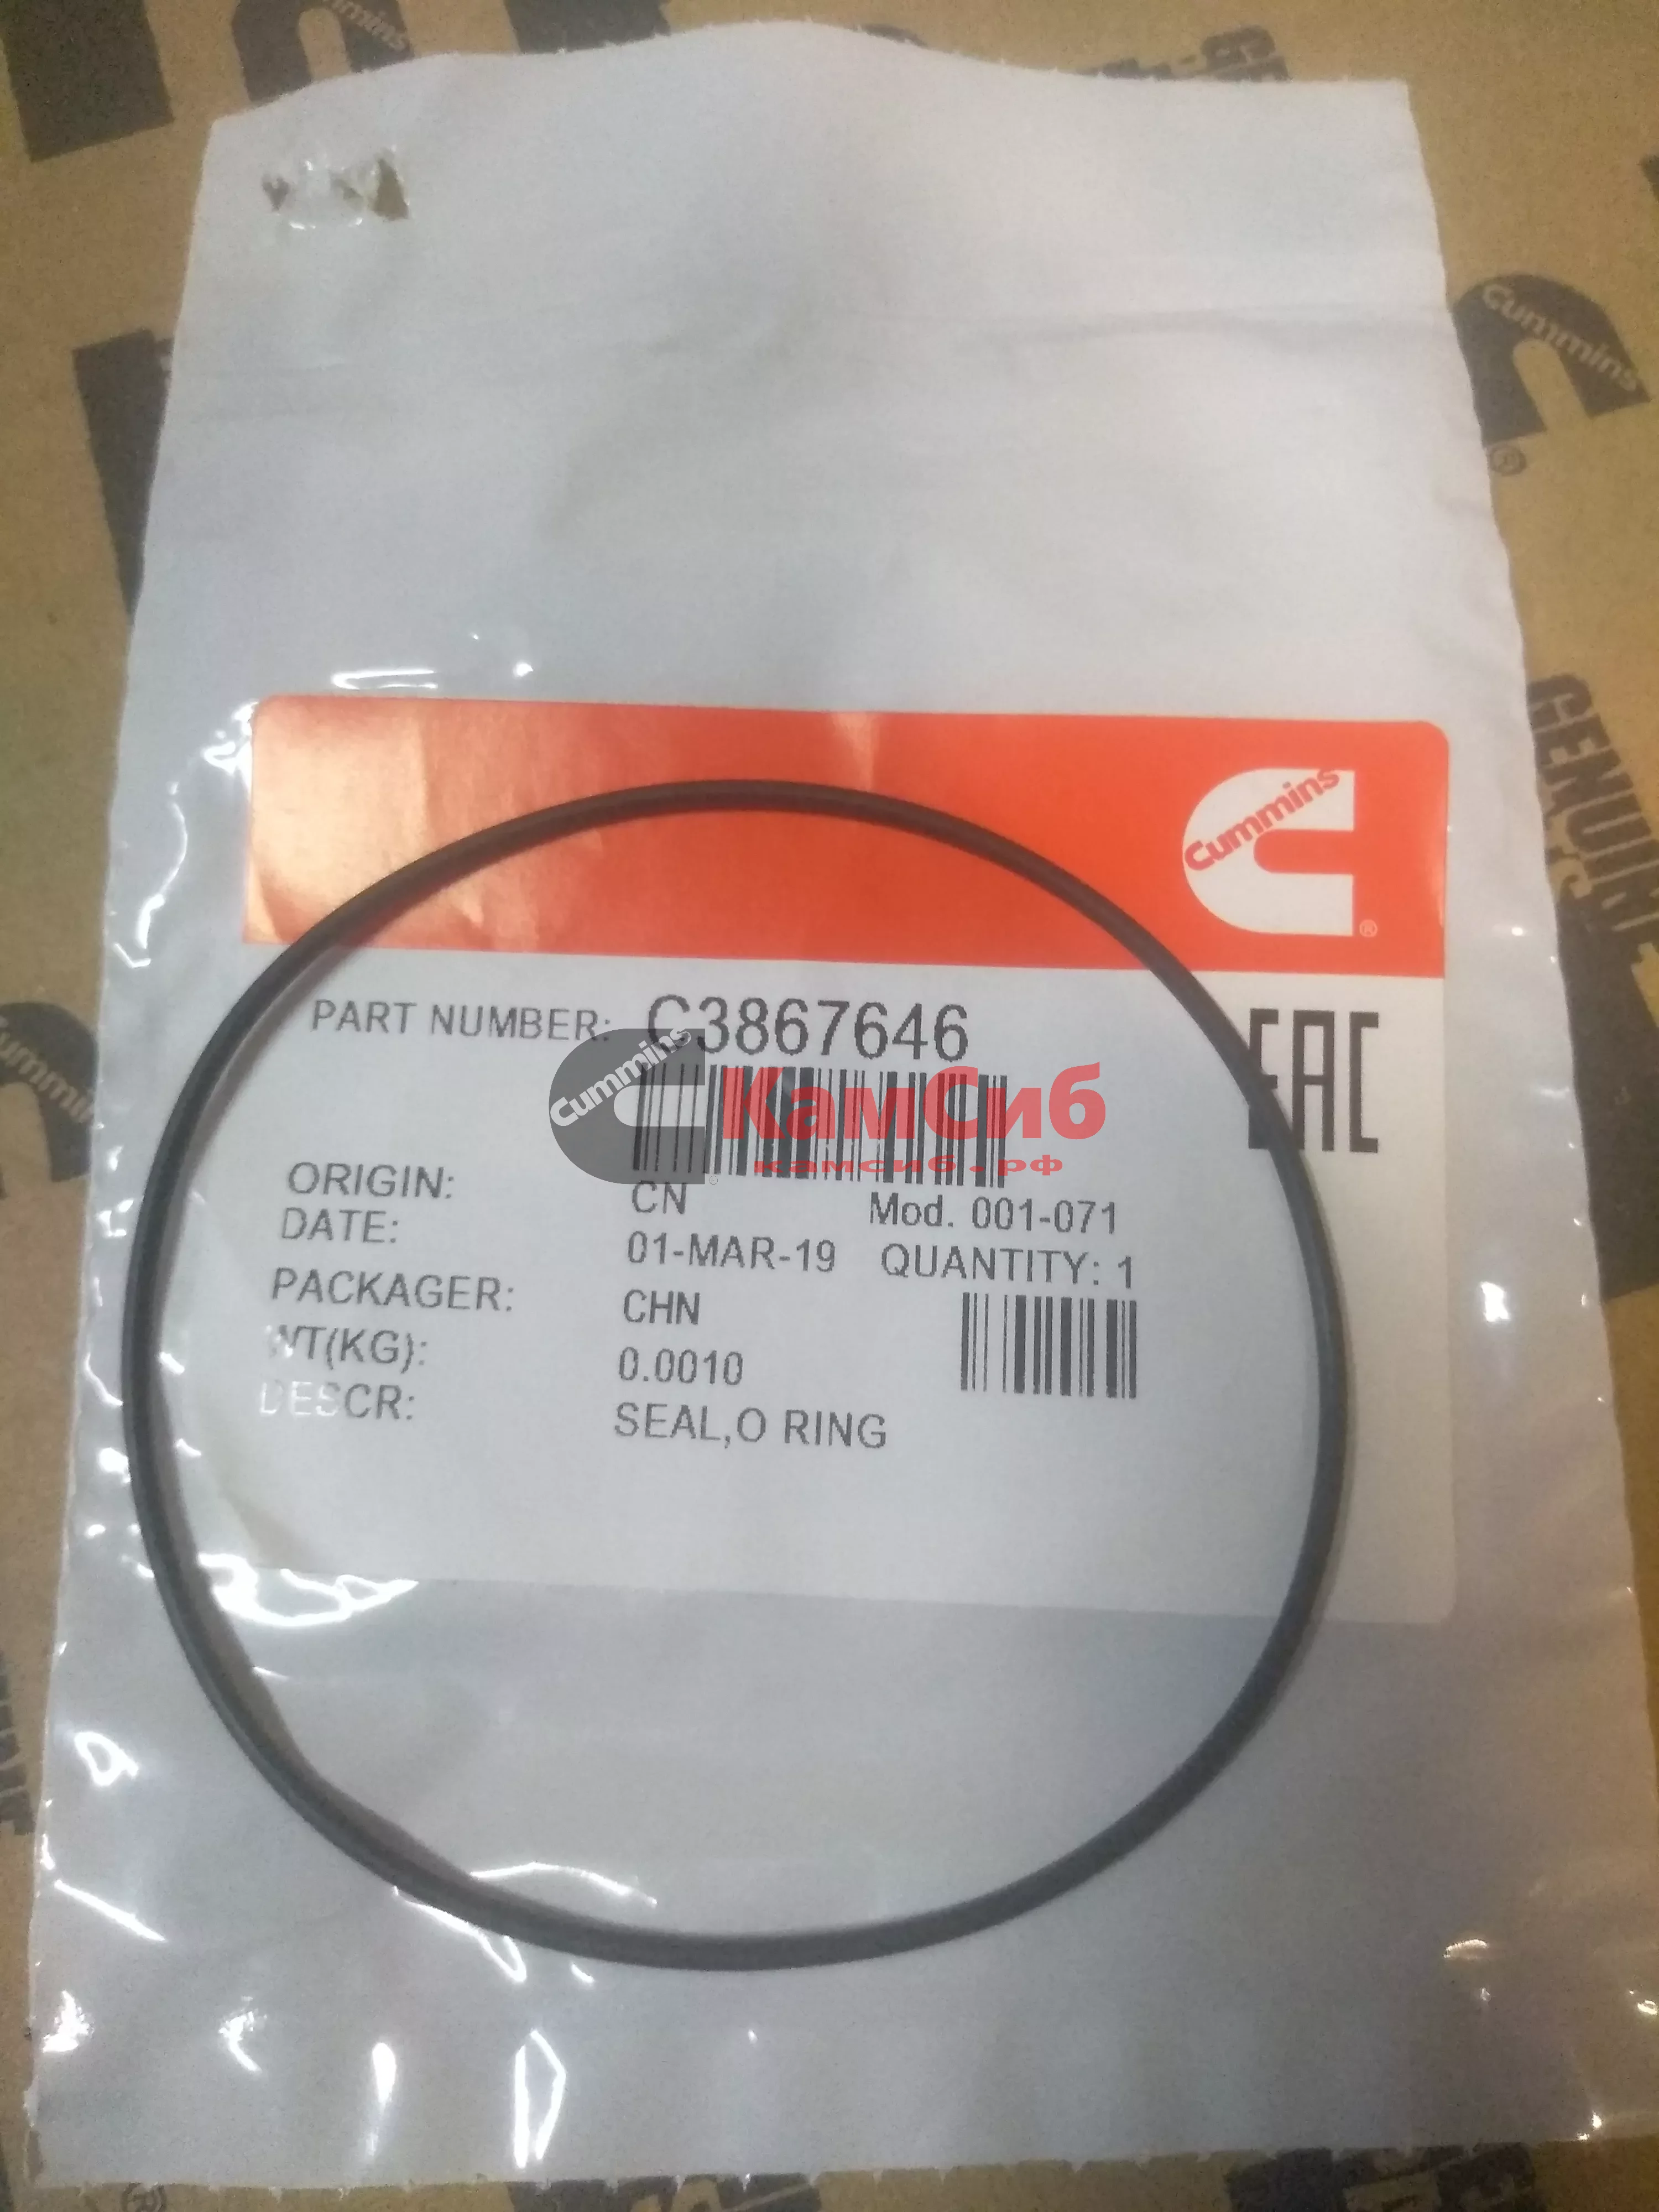 Cummins
Cummins
®
GENUINE
Cummins
®
PART NUMBER: C3867646
EAC
Cummins
КамСиб
камсиб.рф
ORIGIN: CN Mod. 001-071
DATE: 01-MAR-19 QUANTITY: 1
PACKAGER: CHN
WT(KG): 0.0010
DESCR: SEAL,O RING